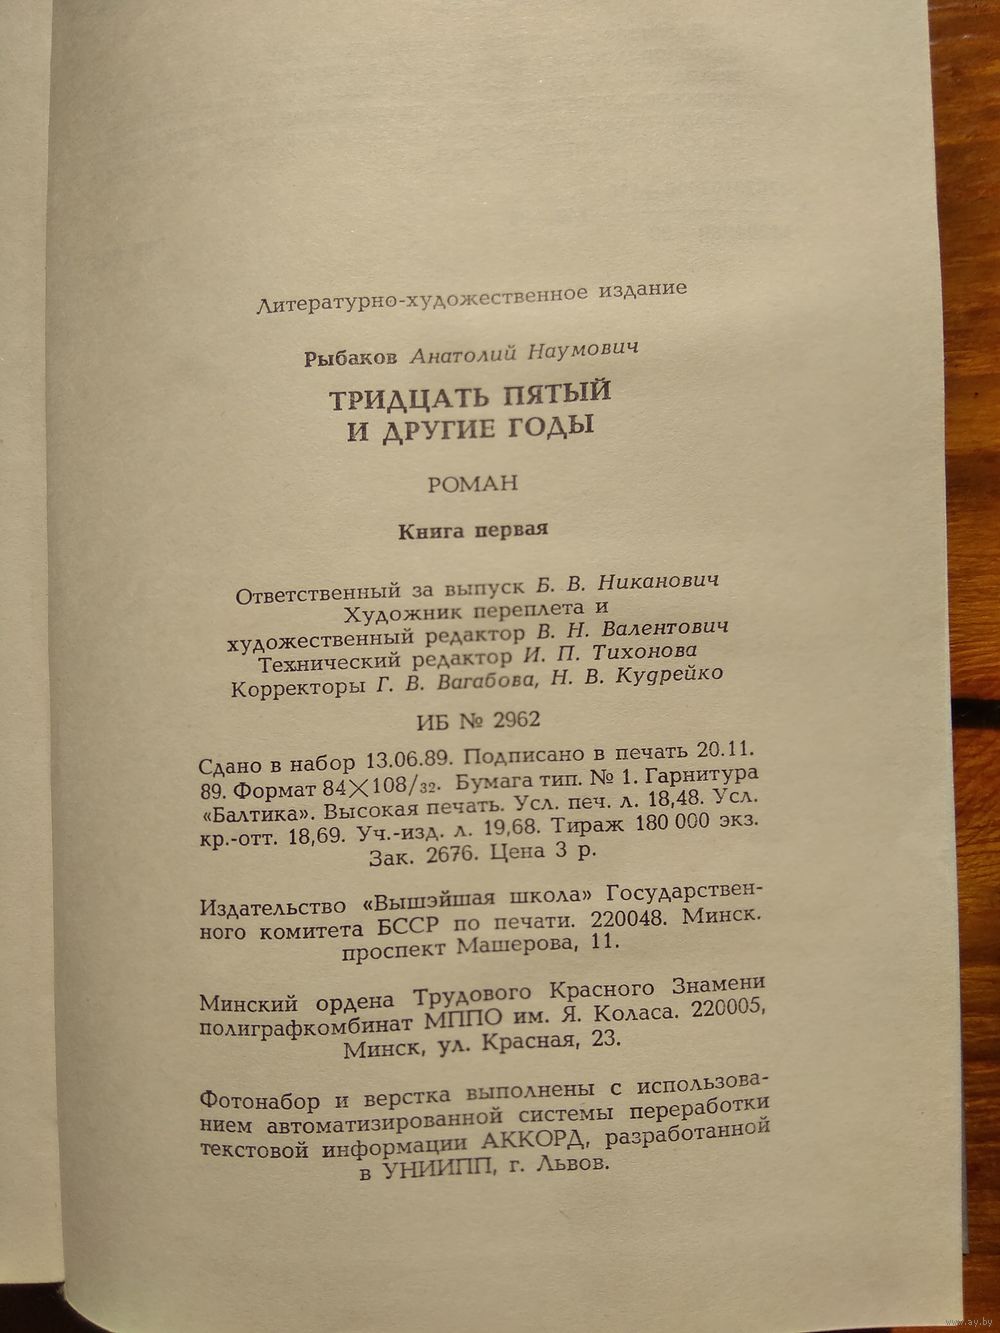 Литературно-художественное издание
Рыбаков Анатолий Наумович
ТРИДЦАТЬ ПЯТЫЙ
И ДРУГИЕ ГОДЫ
РОМАН
Книга первая
Ответственный за выпуск Б. В. Никанович
Художник переплета и
художественный редактор В. Н. Валентович
Технический редактор И. П. Тихонова
Корректоры Г. В. Вагабова, Н. В. Кудрейко
ИБ № 2962
Сдано в набор 13.06.89. Подписано в печать 20.11.
89. Формат 84×108/32. Бумага тип. № 1. Гарнитура
«Балтика». Высокая печать. Усл. печ. л. 18,48. Усл.
кр.-отт. 18,69. Уч.-изд. л. 19,68. Тираж 180 000 экз.
Зак. 2676. Цена 3 р.
Издательство «Вышэйшая школа» Государствен-
ного комитета БССР по печати. 220048. Минск.
проспект Машерова, 11.
Минский ордена Трудового Красного Знамени
полиграфкомбинат МППО им. Я. Коласа. 220005,
Минск, ул. Красная, 23.
Фотонабор и верстка выполнены с использова-
нием автоматизированной системы переработки
текстовой информации АККОРД, разработанной
в УНИИПП, г. Львов.
www.ay.by